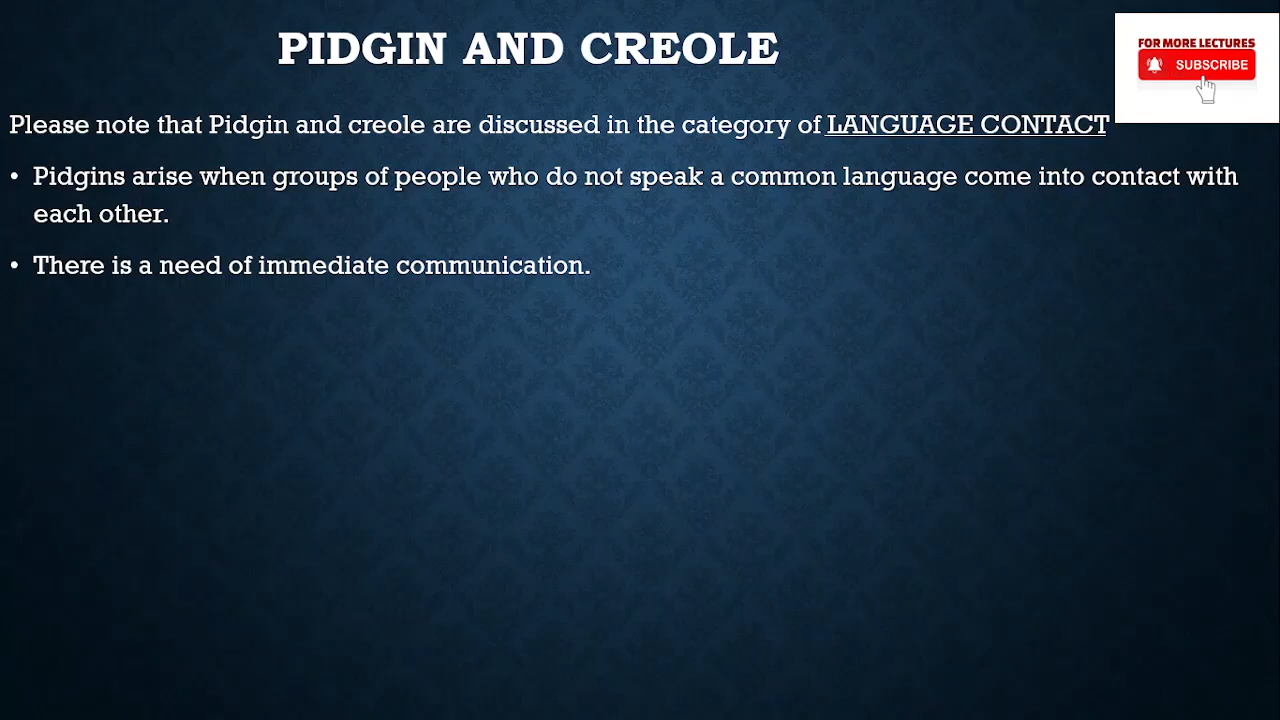 PIDGIN AND CREOLE
FOR MORE LECTURES
SUBSCRIBE
Please note that Pidgin and creole are discussed in the category of LANGUAGE CONTACT
• Pidgins arise when groups of people who do not speak a common language come into contact with
each other.
• There is a need of immediate communication.